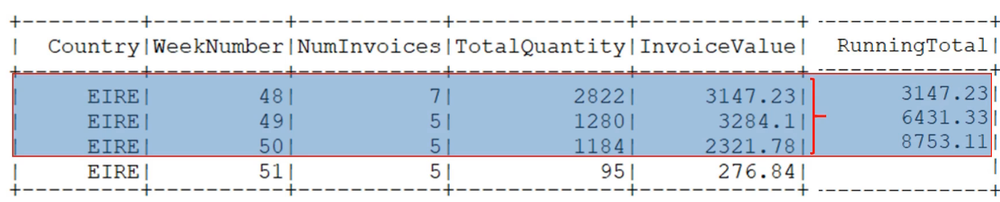 +---------+----------+-----------+-------------+------------+ --------------+
| Country|WeekNumber|NumInvoices|TotalQuantity|InvoiceValue| RunningTotal|
+---------+----------+-----------+-------------+------------+ --------------+
| EIRE| 48| 7| 2822| 3147.23| 3147.23|
| EIRE| 49| 5| 1280| 3284.1| 6431.33|
| EIRE| 50| 5| 1184| 2321.78| 8753.11|
| EIRE| 51| 5| 95| 276.84| |
+---------+----------+-----------+-------------+------------+ --------------+